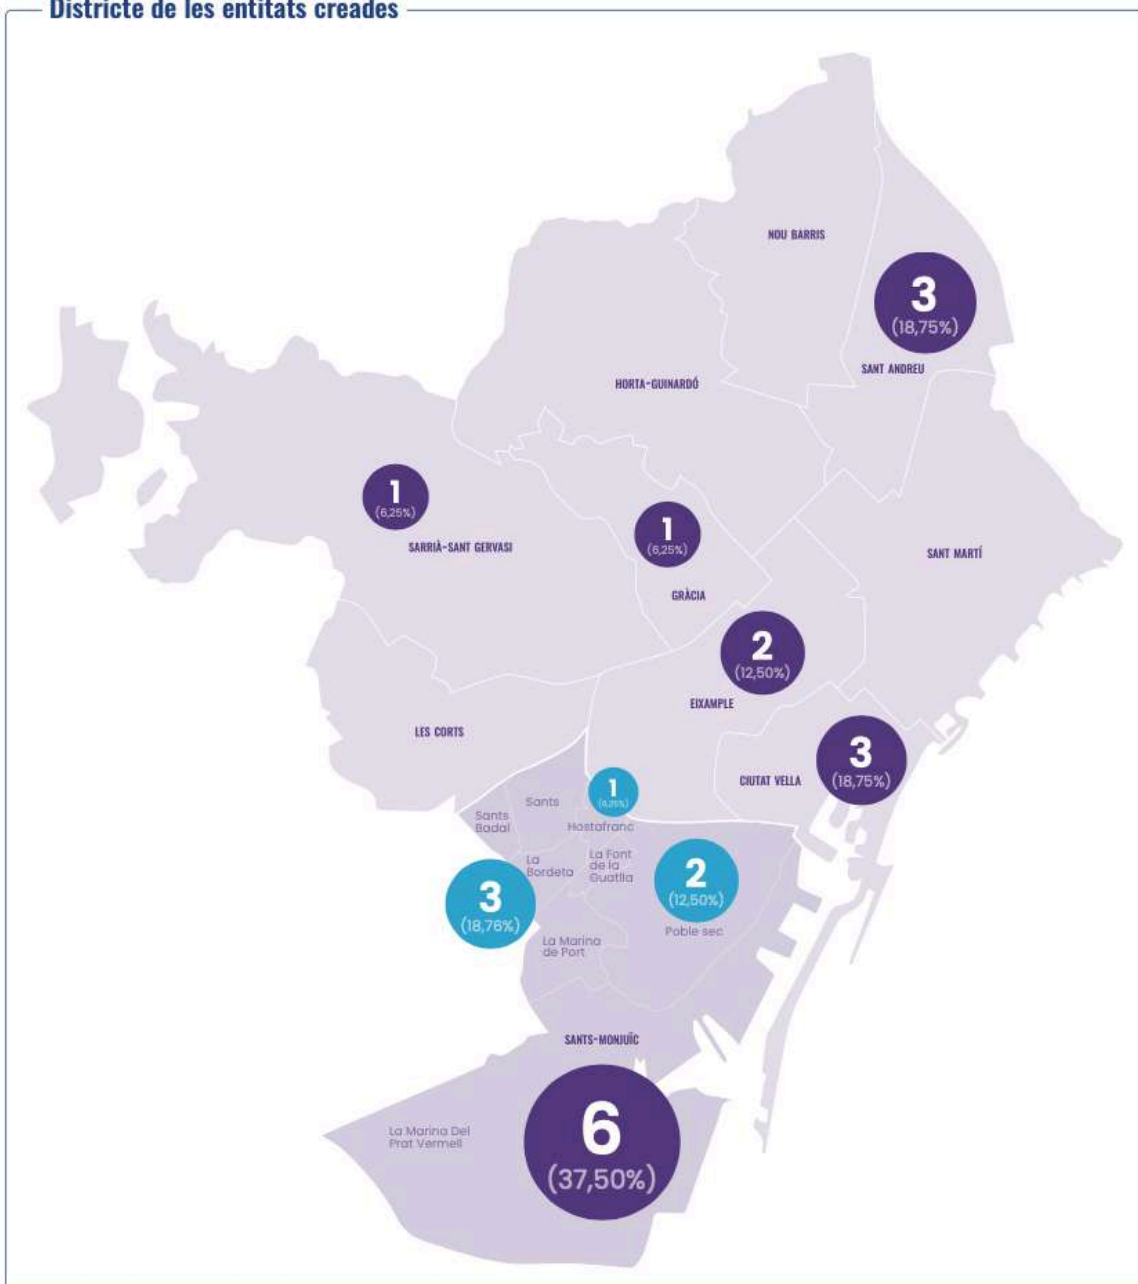 Districte de les entitats creades
NOU BARRIS
3
(18,75%)
SANT ANDREU
HORTA-GUINARDÓ
1
(6,25%)
SARRIÀ-SANT GERVASI
1
(6,25%)
GRÀCIA
SANT MARTÍ
2
(12,50%)
EIXAMPLE
LES CORTS
3
(18,75%)
CIUTAT VELLA
1
(6,25%)
Sants
Sants
Badal
Hostafranc
La
Bordeta
La Font
de la
Guatlla
2
(12,50%)
Poble sec
3
(18,76%)
La Marina
de Port
SANTS-MONJUÏC
6
(37,50%)
La Marina Del
Prat Vermell